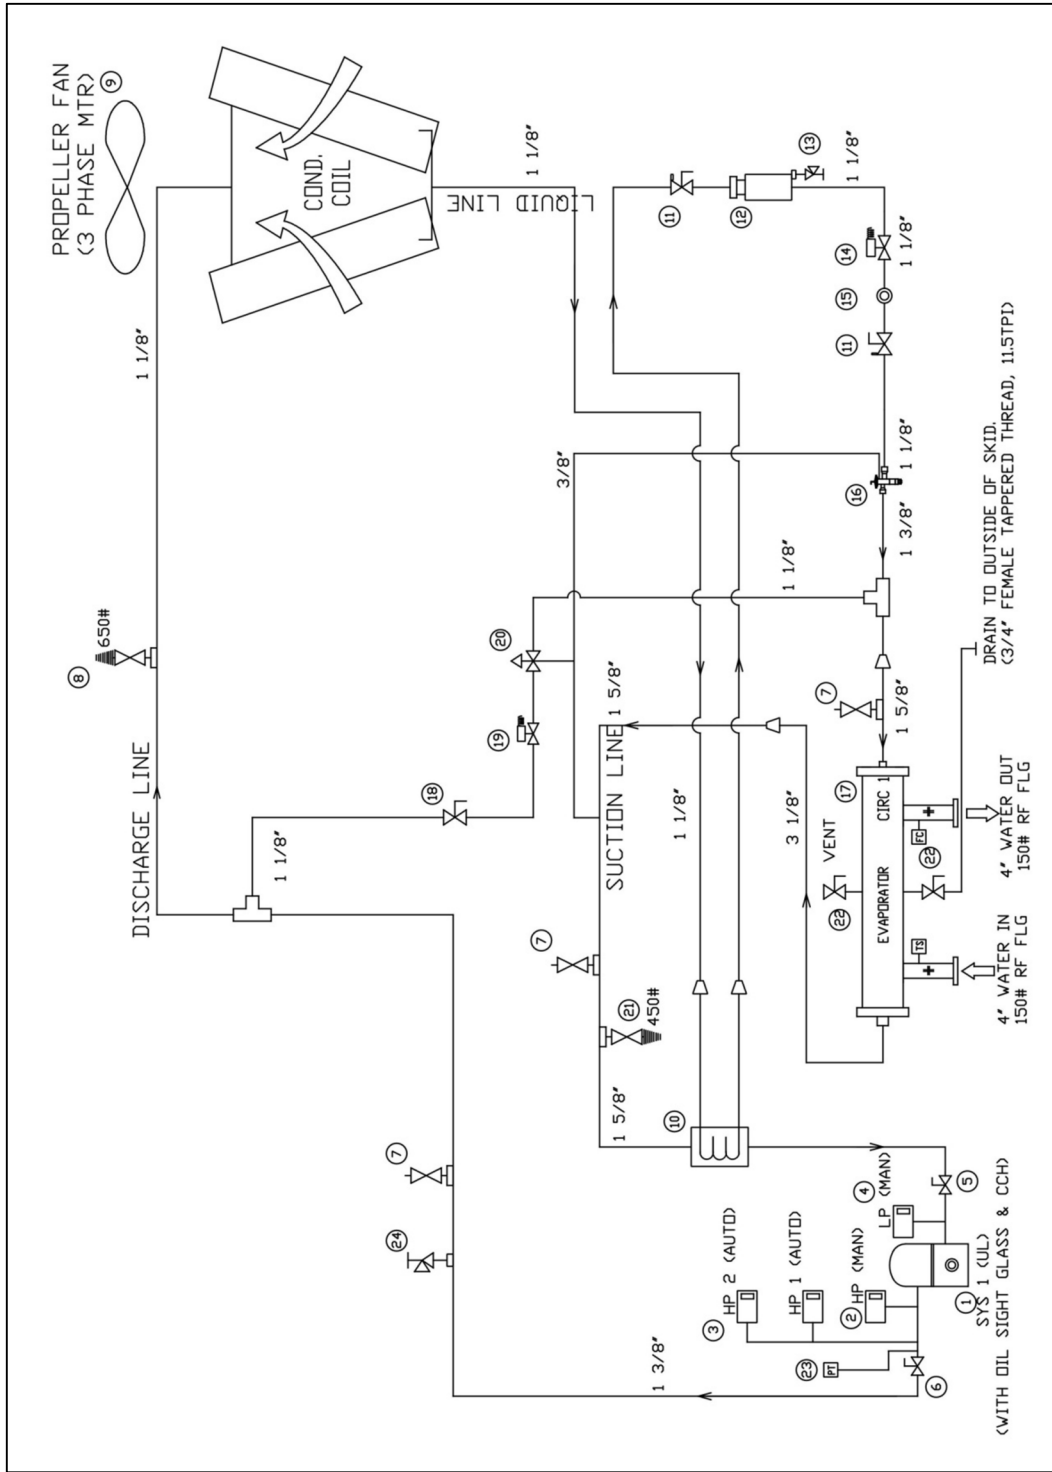 PROPELLER FAN
(3 PHASE MTR)
9
1 1/8"
COND.
COIL
1 1/8"
LIQUID LINE
11
12
13
1 1/8"
14
1 1/8"
15
11
1 1/8"
16
1 3/8"
3/8"
1 1/8"
8
650#
DISCHARGE LINE
20
19
18
1 1/8"
1 5/8"
SUCTION LINE
1 1/8"
3 1/8"
7
1 5/8"
17
CIRC 1
EVAPORATOR
VENT
22
22
FC
TS
DRAIN TO OUTSIDE OF SKID.
(3/4" FEMALE TAPPERED THREAD, 11.5TPI)
4" WATER OUT
150# RF FLG
4" WATER IN
150# RF FLG
7
21
450#
1 5/8"
10
7
24
1 3/8"
3
HP 2 (AUTO)
HP 1 (AUTO)
2
HP (MAN)
4
LP (MAN)
5
23
PT
6
1
SYS 1 (UL)
(WITH OIL SIGHT GLASS & CCH)